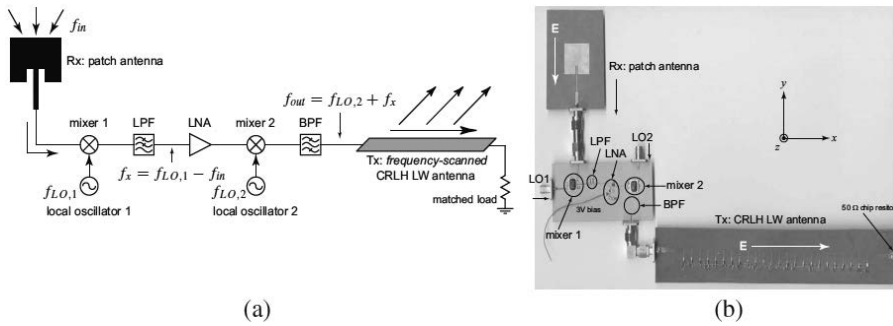 f_in
Rx: patch antenna
mixer 1
LPF
LNA
mixer 2
BPF
f_out = f_LO,2 + f_x
f_x = f_LO,1 − f_in
f_LO,1
local oscillator 1
f_LO,2
local oscillator 2
Tx: frequency-scanned
CRLH LW antenna
matched load
(a)
E
Rx: patch antenna
y
x
z
LO1
LPF
LNA
LO2
mixer 2
BPF
3V bias
mixer 1
Tx: CRLH LW antenna
50 Ω chip resitor
E
(b)